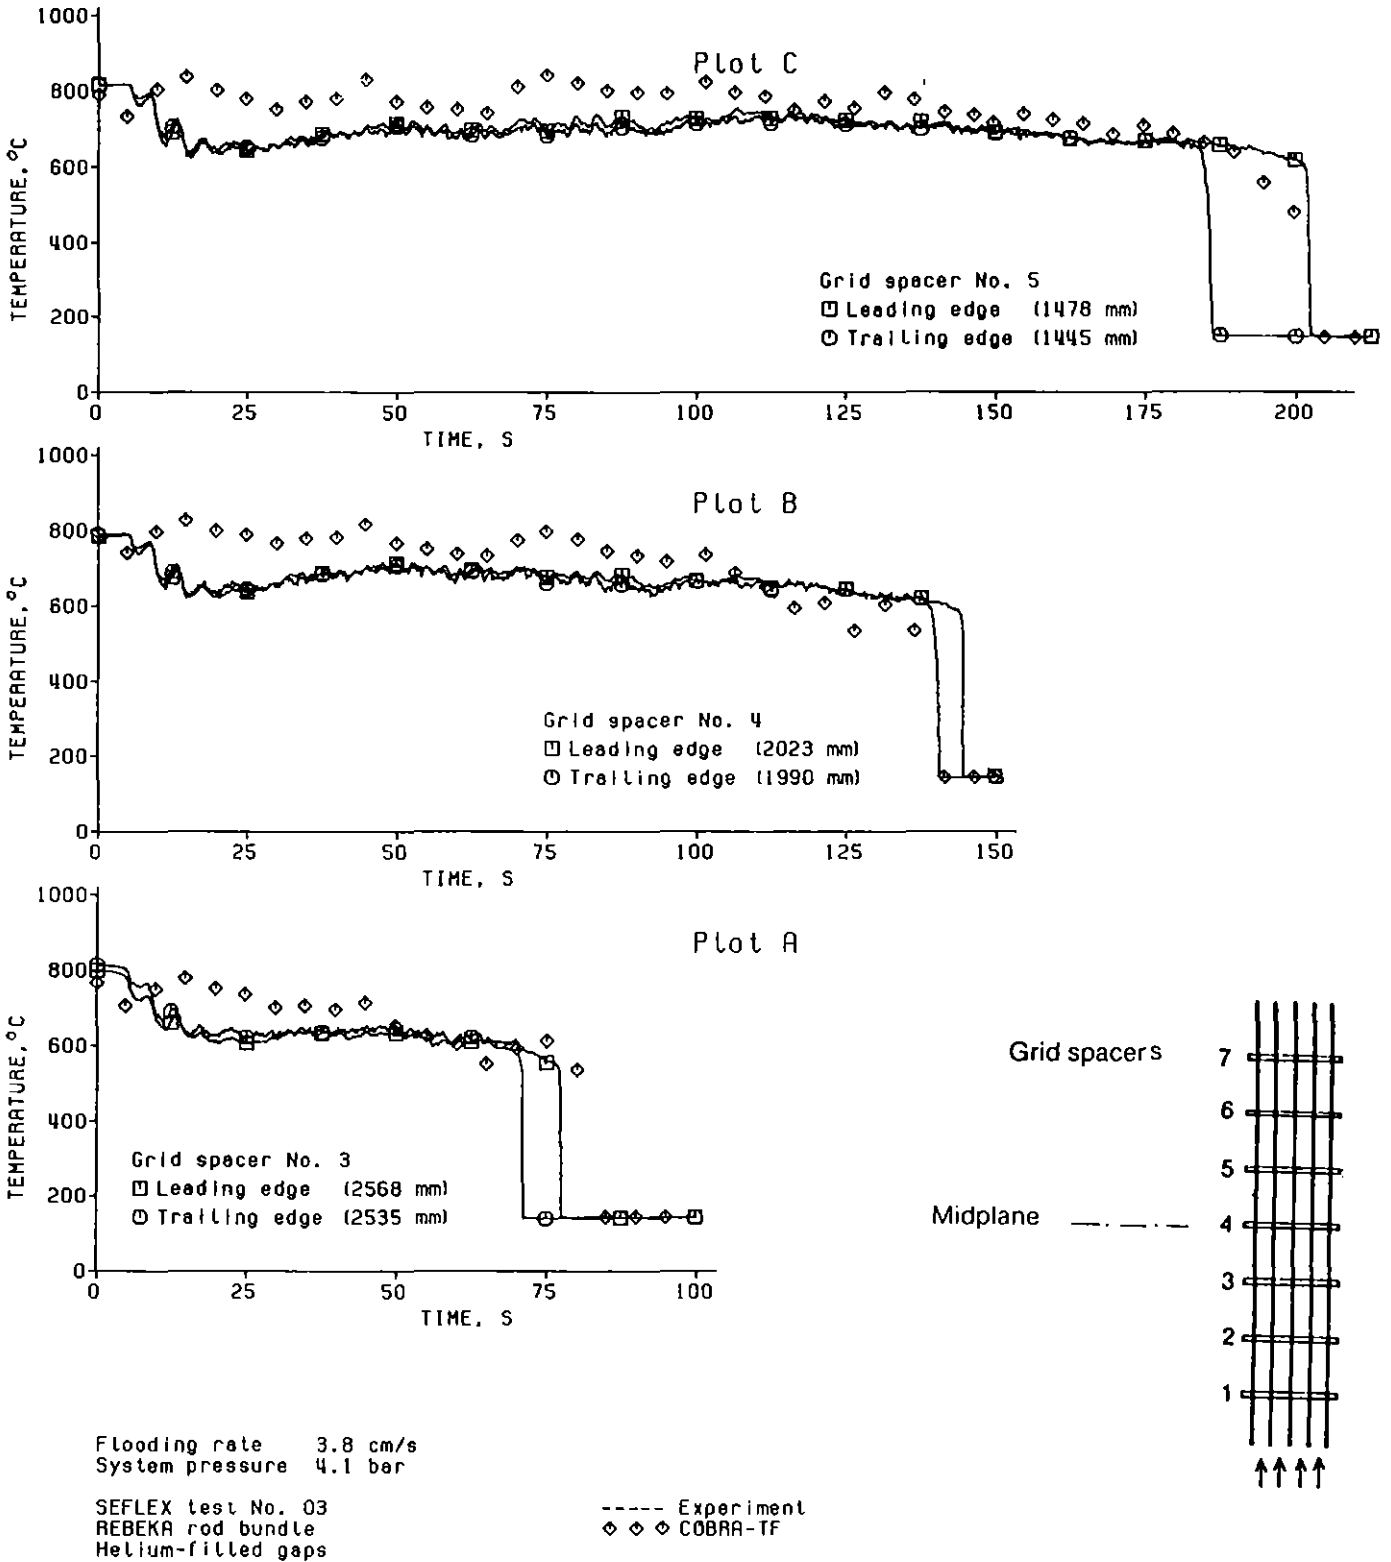 Plot C
TEMPERATURE, °C
1000
800
600
400
200
0
Grid spacer No. 5
Leading edge (1478 mm)
Trailing edge (1445 mm)
0 25 50 75 100 125 150 175 200
TIME, S
Plot B
TEMPERATURE, °C
1000
800
600
400
200
0
Grid spacer No. 4
Leading edge (2023 mm)
Trailing edge (1990 mm)
0 25 50 75 100 125 150
TIME, S
Plot A
TEMPERATURE, °C
1000
800
600
400
200
0
Grid spacer No. 3
Leading edge (2568 mm)
Trailing edge (2535 mm)
0 25 50 75 100
TIME, S
Grid spacers 7
6
5
Midplane 4
3
2
1
Flooding rate 3.8 cm/s
System pressure 4.1 bar
SEFLEX test No. 03
REBEKA rod bundle
Helium-filled gaps
Experiment
COBRA-TF